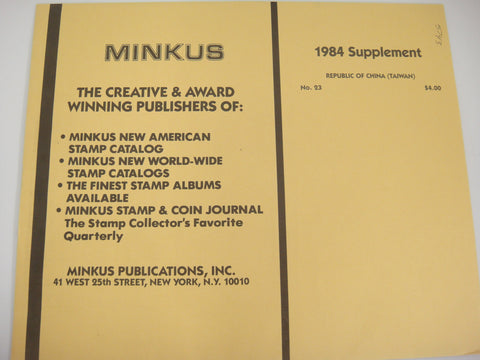 MINKUS
THE CREATIVE & AWARD
WINNING PUBLISHERS OF:
• MINKUS NEW AMERICAN
STAMP CATALOG
• MINKUS NEW WORLD-WIDE
STAMP CATALOGS
• THE FINEST STAMP ALBUMS
AVAILABLE
• MINKUS STAMP & COIN JOURNAL
The Stamp Collector's Favorite
Quarterly
MINKUS PUBLICATIONS, INC.
41 WEST 25th STREET, NEW YORK, N.Y. 10010
1984 Supplement
REPUBLIC OF CHINA (TAIWAN)
No. 23 $4.00